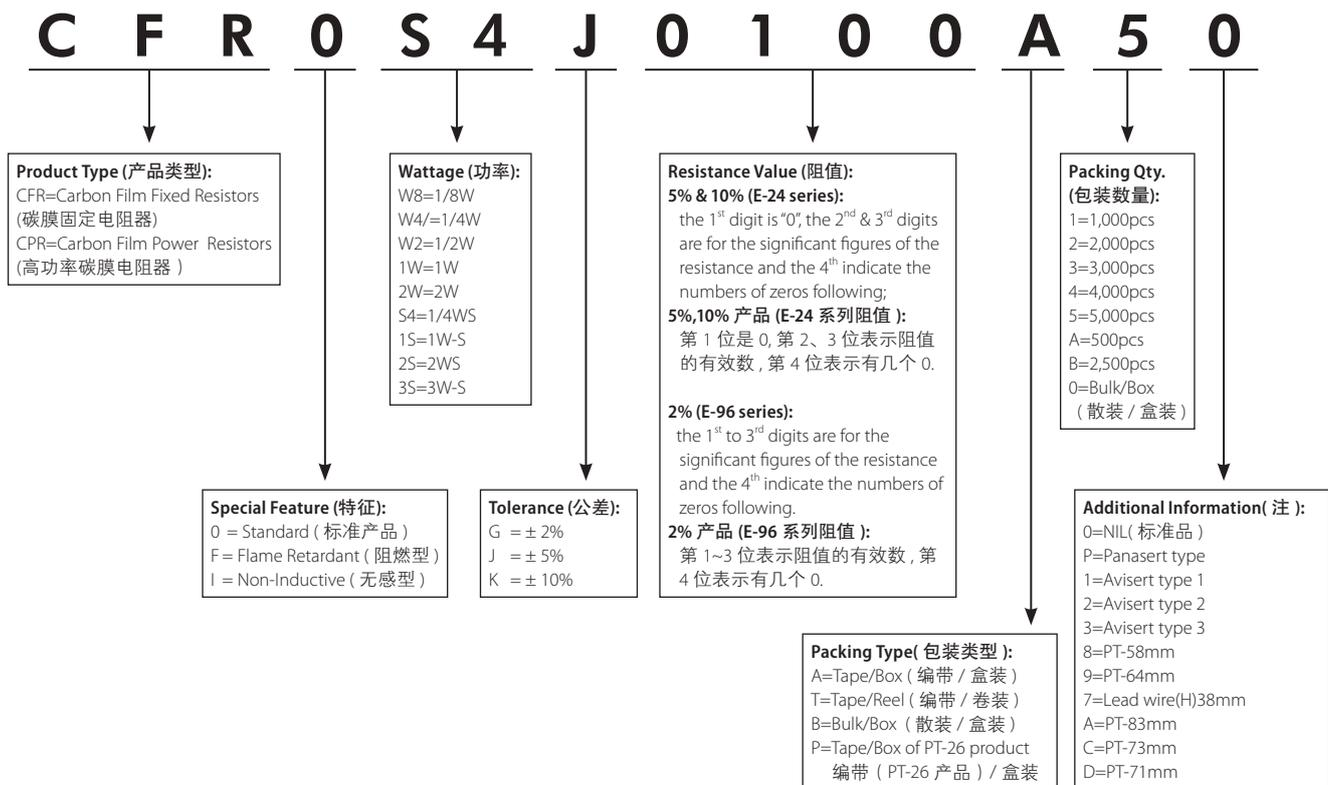 C F R 0 S 4 J 0 1 0 0 A 5 0
Product Type (产品类型):
CFR=Carbon Film Fixed Resistors
(碳膜固定电阻器)
CPR=Carbon Film Power Resistors
(高功率碳膜电阻器 )
Wattage (功率):
W8=1/8W
W4/=1/4W
W2=1/2W
1W=1W
2W=2W
S4=1/4WS
1S=1W-S
2S=2WS
3S=3W-S
Resistance Value (阻值):
5% & 10% (E-24 series):
the 1st digit is "0", the 2nd & 3rd digits
are for the significant figures of the
resistance and the 4th indicate the
numbers of zeros following;
5%,10% 产品 (E-24 系列阻值 ):
第 1 位是 0, 第 2、3 位表示阻值
的有效数 , 第 4 位表示有几个 0.
2% (E-96 series):
the 1st to 3rd digits are for the
significant figures of the resistance
and the 4th indicate the numbers of
zeros following.
2% 产品 (E-96 系列阻值 ):
第 1~3 位表示阻值的有效数 , 第
4 位表示有几个 0.
Packing Qty.
(包装数量):
1=1,000pcs
2=2,000pcs
3=3,000pcs
4=4,000pcs
5=5,000pcs
A=500pcs
B=2,500pcs
0=Bulk/Box
( 散装 / 盒装 )
Special Feature (特征):
0 = Standard ( 标准产品 )
F = Flame Retardant ( 阻燃型 )
I = Non-Inductive ( 无感型 )
Tolerance (公差):
G = ± 2%
J = ± 5%
K = ± 10%
Packing Type( 包装类型 ):
A=Tape/Box ( 编带 / 盒装 )
T=Tape/Reel ( 编带 / 卷装 )
B=Bulk/Box ( 散装 / 盒装 )
P=Tape/Box of PT-26 product
编带 ( PT-26 产品 ) / 盒装
Additional Information( 注 ):
0=NIL( 标准品 )
P=Panasert type
1=Avisert type 1
2=Avisert type 2
3=Avisert type 3
8=PT-58mm
9=PT-64mm
7=Lead wire(H)38mm
A=PT-83mm
C=PT-73mm
D=PT-71mm